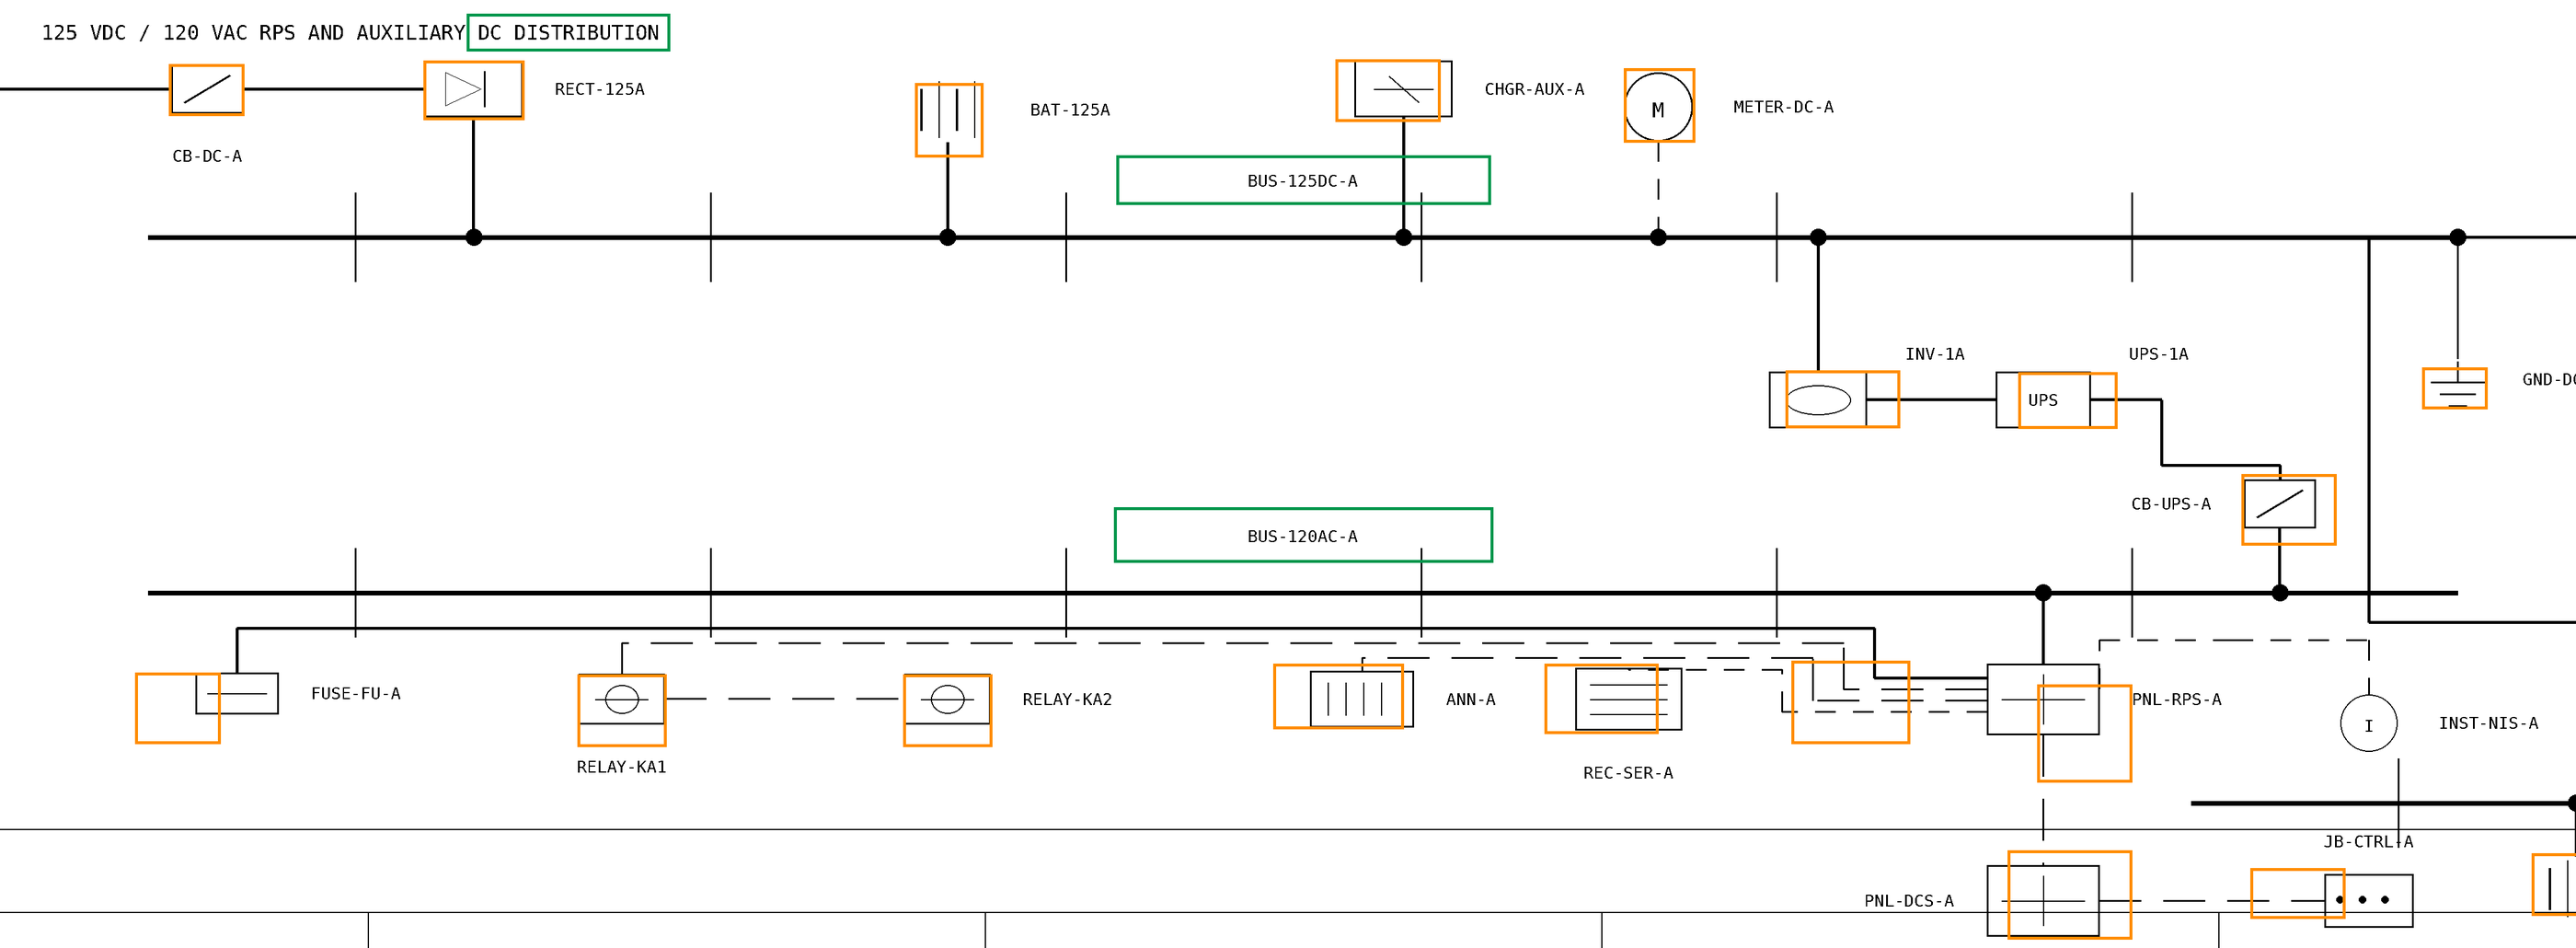 125 VDC / 120 VAC RPS AND AUXILIARY DC DISTRIBUTION
RECT-125A
CHGR-AUX-A
M
METER-DC-A
BAT-125A
CB-DC-A
BUS-125DC-A
INV-1A
UPS-1A
UPS
CB-UPS-A
BUS-120AC-A
FUSE-FU-A
RELAY-KA2
ANN-A
PNL-RPS-A
I
INST-NIS-A
RELAY-KA1
REC-SER-A
JB-CTRL-A
PNL-DCS-A